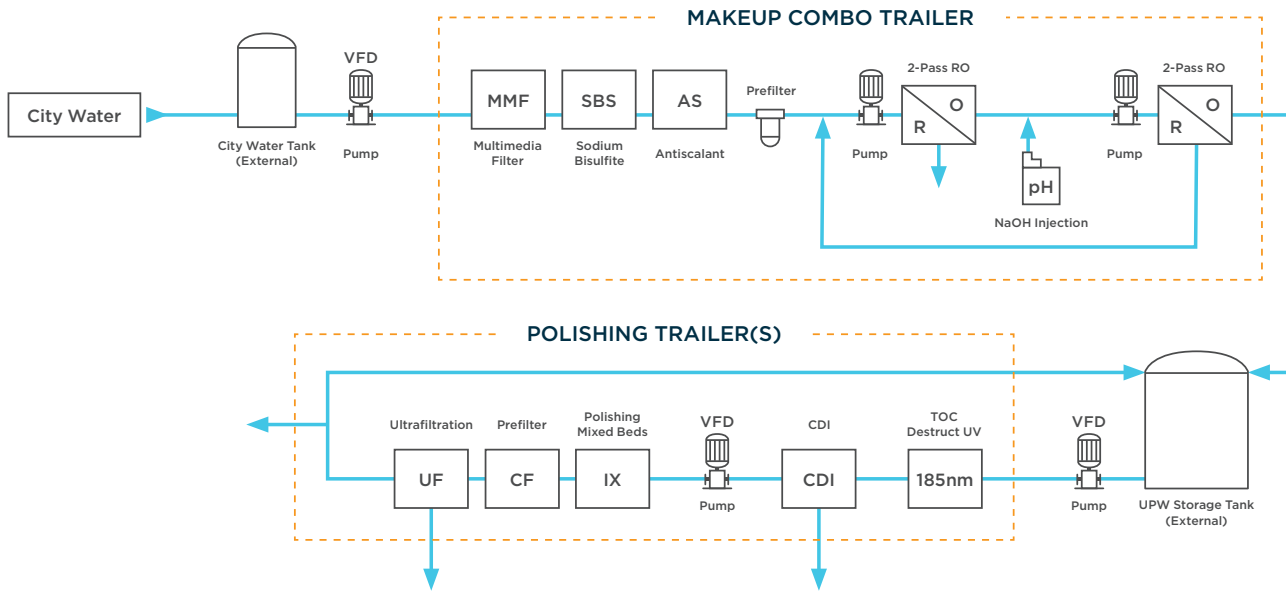 MAKEUP COMBO TRAILER
City Water
City Water Tank
(External)
VFD
Pump
MMF
Multimedia
Filter
SBS
Sodium
Bisulfite
AS
Antiscalant
Prefilter
Pump
2-Pass RO
R
O
pH
NaOH Injection
Pump
2-Pass RO
R
O
POLISHING TRAILER(S)
Ultrafiltration
UF
Prefilter
CF
Polishing
Mixed Beds
IX
VFD
Pump
CDI
CDI
TOC
Destruct UV
185nm
VFD
Pump
UPW Storage Tank
(External)